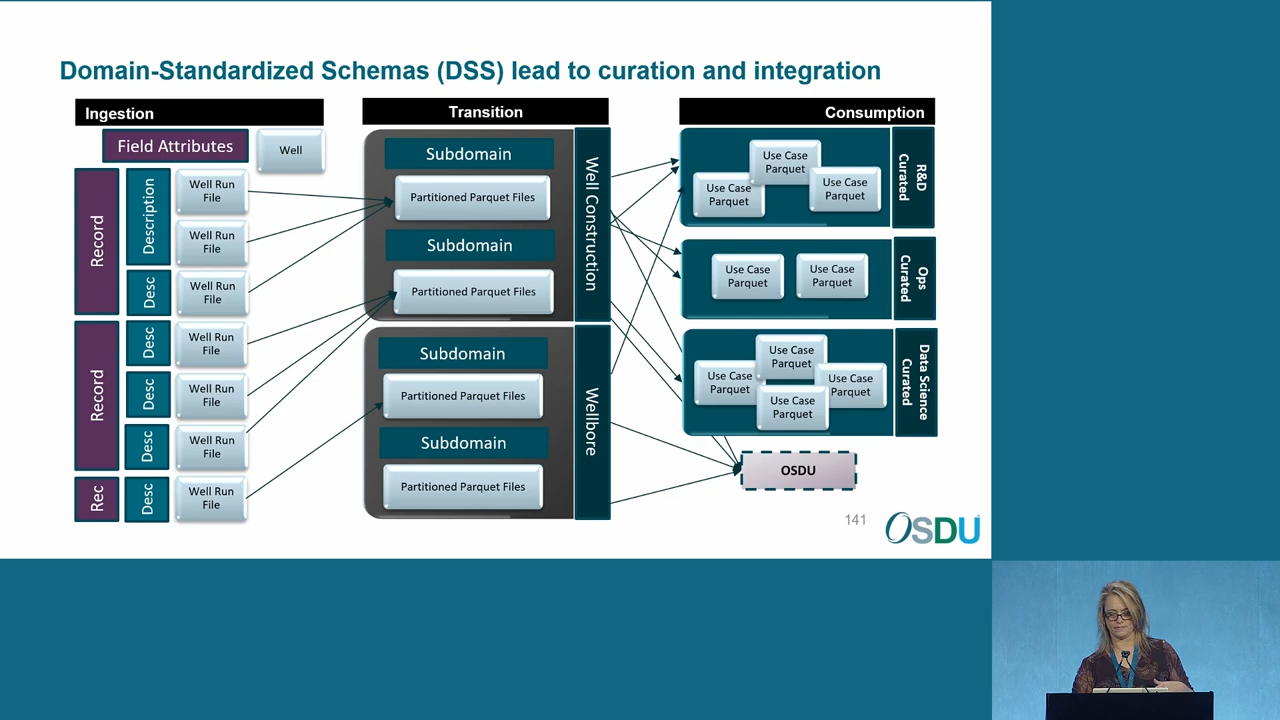 Domain-Standardized Schemas (DSS) lead to curation and integration
Ingestion
Field Attributes
Well
Record
Description
Well Run
File
Well Run
File
Desc
Well Run
File
Record
Desc
Well Run
File
Desc
Well Run
File
Desc
Well Run
File
Rec
Desc
Well Run
File
Transition
Subdomain
Partitioned Parquet Files
Subdomain
Partitioned Parquet Files
Well Construction
Subdomain
Partitioned Parquet Files
Subdomain
Partitioned Parquet Files
Wellbore
Consumption
Use Case
Parquet
Use Case
Parquet
Use Case
Parquet
R&D
Curated
Use Case
Parquet
Use Case
Parquet
Ops
Curated
Use Case
Parquet
Use Case
Parquet
Use Case
Parquet
Use Case
Parquet
Data Science
Curated
OSDU
141
OSDU